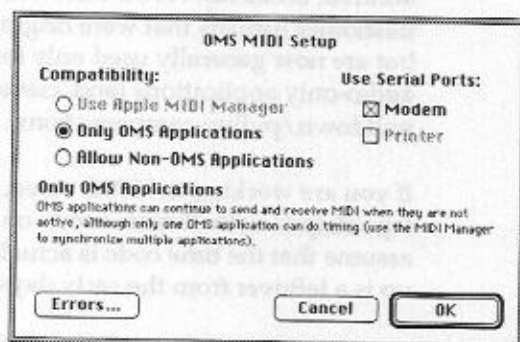 OMS MIDI Setup
Compatibility:
Use Apple MIDI Manager
Only OMS Applications
Allow Non-OMS Applications
Use Serial Ports:
Modem
Printer
Only OMS Applications
OMS applications can continue to send and receive MIDI when they are not
active, although only one OMS application can do timing (use the MIDI Manager
to synchronize multiple applications).
Errors...
Cancel
OK